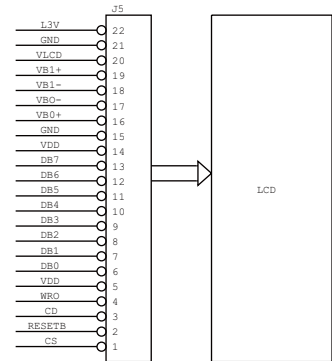 J5
L3V 22
GND 21
VLCD 20
VB1+ 19
VB1- 18
VBO- 17
VB0+ 16
GND 15
VDD 14
DB7 13
DB6 12
DB5 11
DB4 10
DB3 9
DB2 8
DB1 7
DB0 6
VDD 5
WRO 4
CD 3
RESETB 2
CS 1
LCD